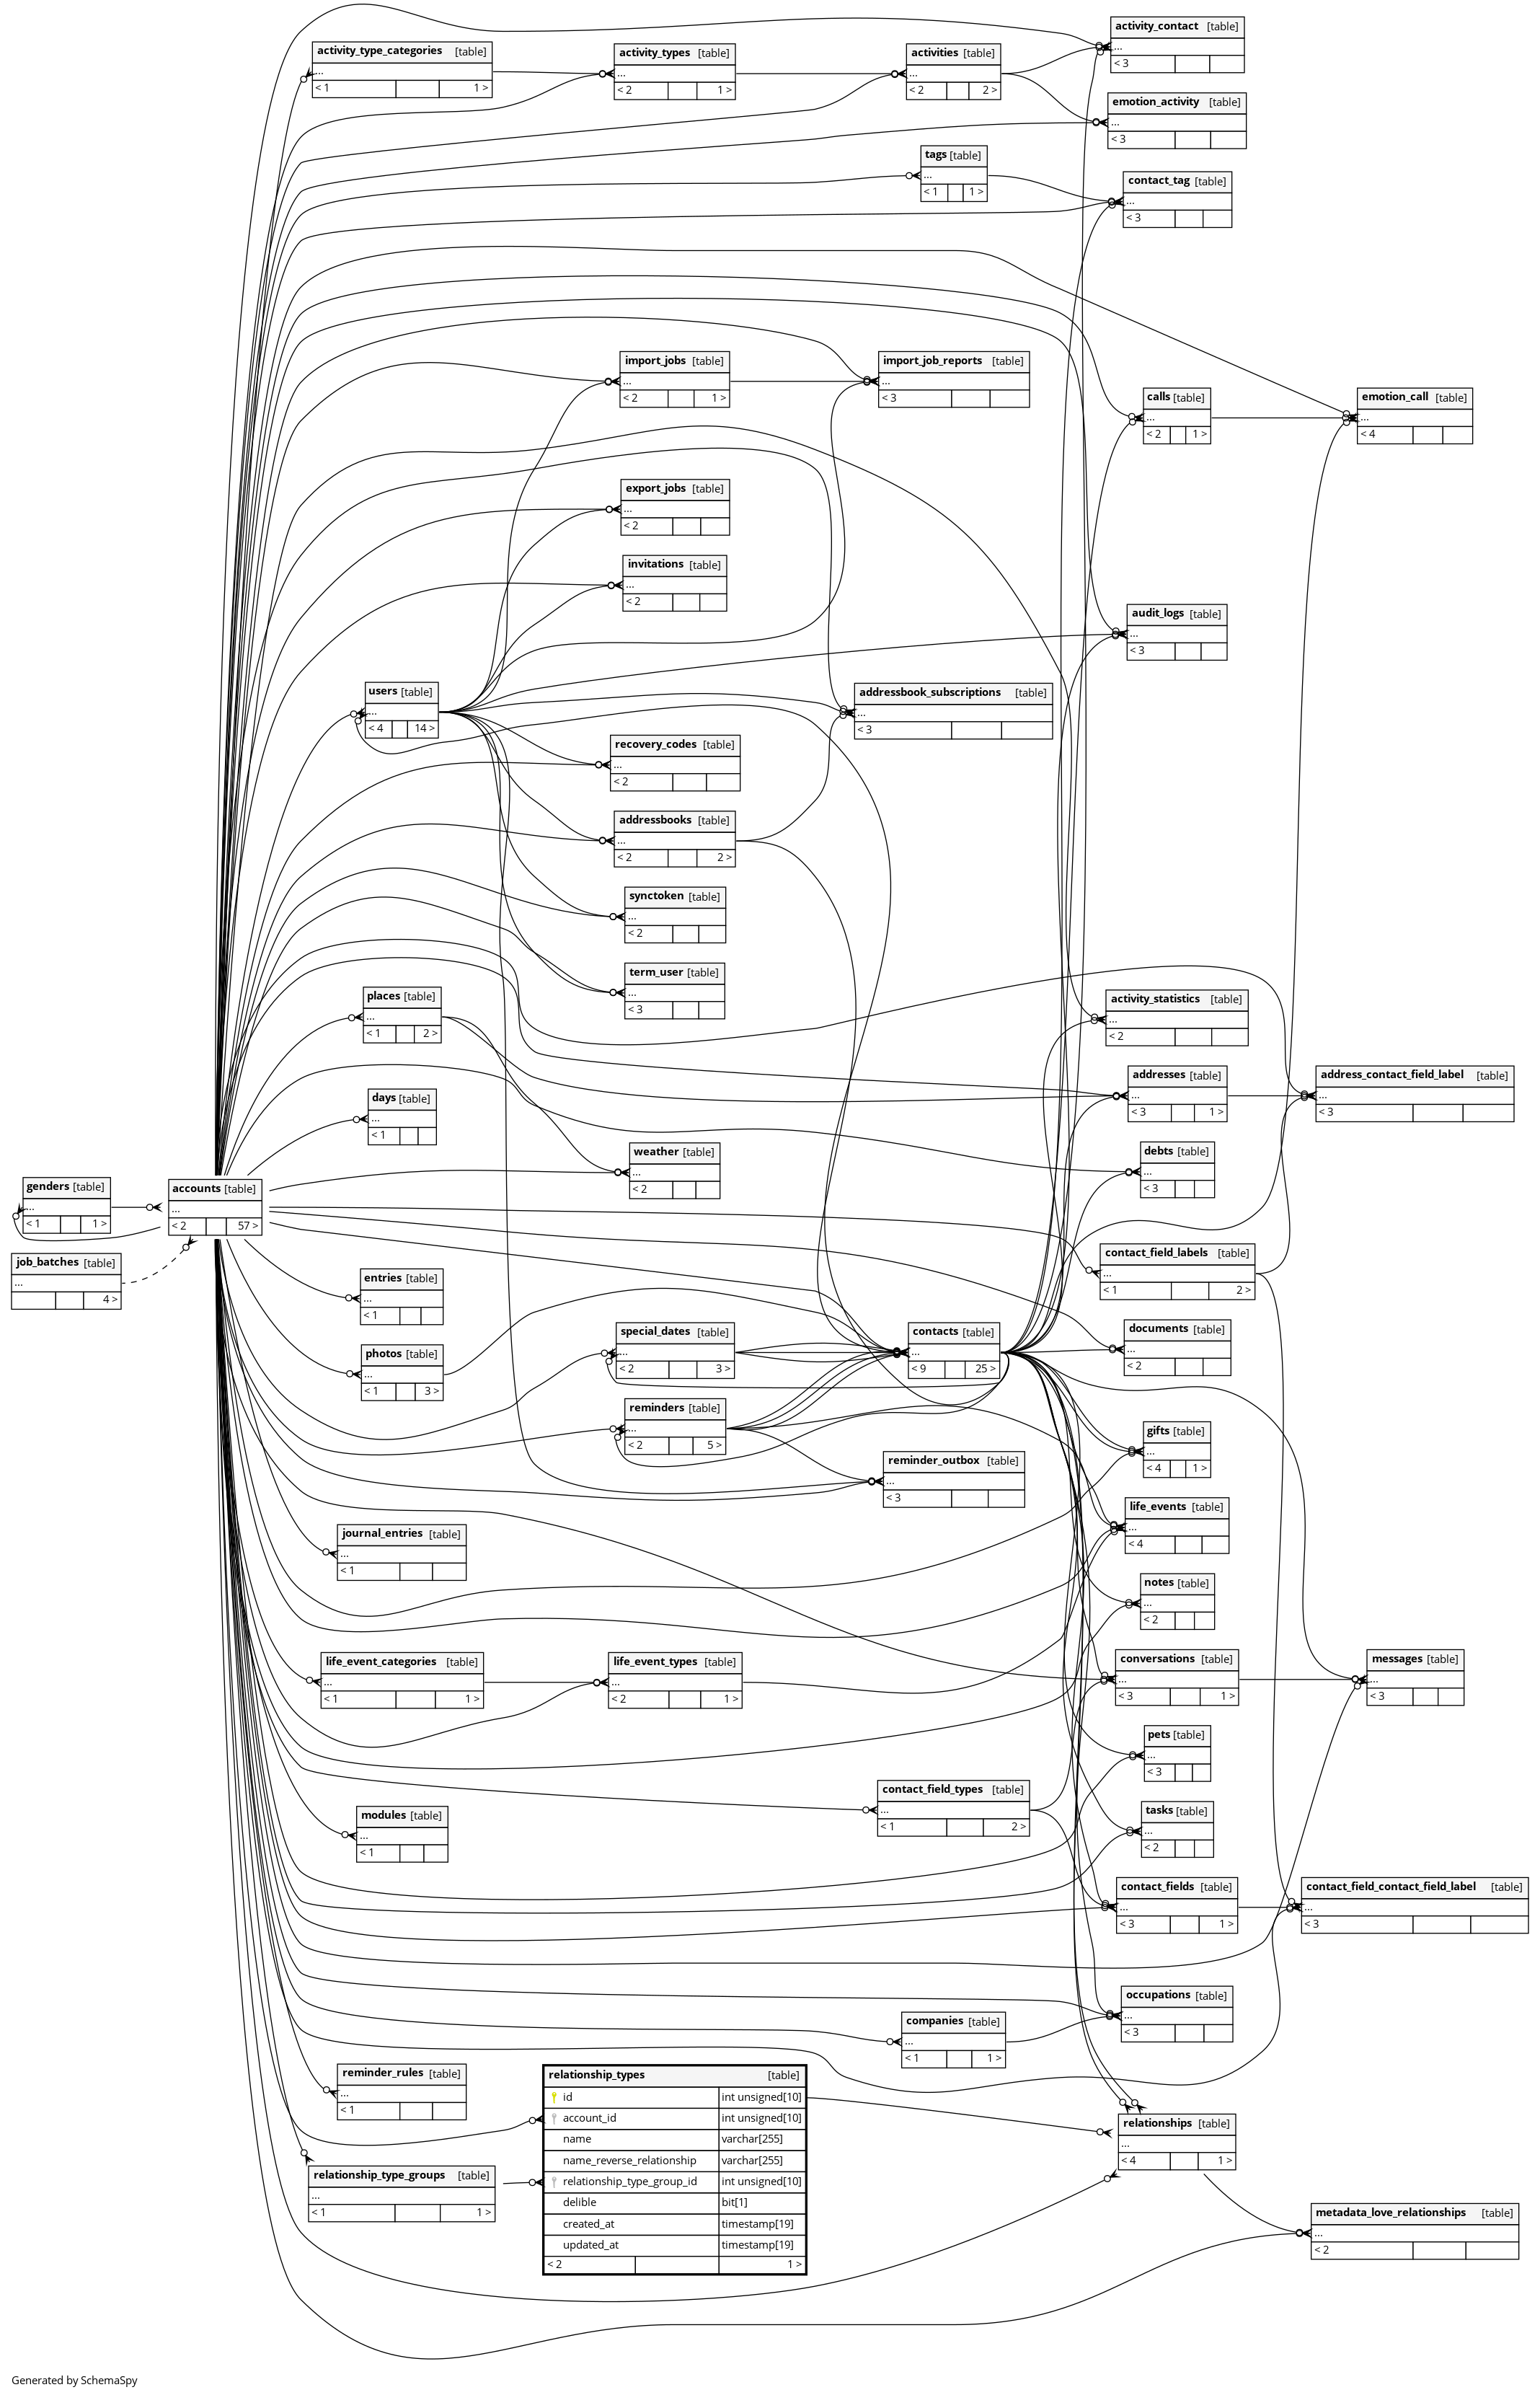 activity_contact [table]
...
< 3
activity_type_categories [table]
...
< 1 1 >
activity_types [table]
...
< 2 1 >
activities [table]
...
< 2 2 >
emotion_activity [table]
...
< 3
tags [table]
...
< 1 1 >
contact_tag [table]
...
< 3
import_jobs [table]
...
< 2 1 >
import_job_reports [table]
...
< 3
calls [table]
...
< 2 1 >
emotion_call [table]
...
< 4
export_jobs [table]
...
< 2
invitations [table]
...
< 2
audit_logs [table]
...
< 3
users [table]
...
< 4 14 >
addressbook_subscriptions [table]
...
< 3
recovery_codes [table]
...
< 2
addressbooks [table]
...
< 2 2 >
synctoken [table]
...
< 2
term_user [table]
...
< 3
places [table]
...
< 1 2 >
activity_statistics [table]
...
< 2
addresses [table]
...
< 3 1 >
address_contact_field_label [table]
...
< 3
days [table]
...
< 1
weather [table]
...
< 2
debts [table]
...
< 3
genders [table]
...
< 1 1 >
accounts [table]
...
< 2 57 >
job_batches [table]
...
4 >
contact_field_labels [table]
...
< 1 2 >
entries [table]
...
< 1
photos [table]
...
< 1 3 >
special_dates [table]
...
< 2 3 >
contacts [table]
...
< 9 25 >
documents [table]
...
< 2
reminders [table]
...
< 2 5 >
gifts [table]
...
< 4 1 >
reminder_outbox [table]
...
< 3
life_events [table]
...
< 4
journal_entries [table]
...
< 1
notes [table]
...
< 2
life_event_categories [table]
...
< 1 1 >
life_event_types [table]
...
< 2 1 >
conversations [table]
...
< 3 1 >
messages [table]
...
< 3
pets [table]
...
< 3
contact_field_types [table]
...
< 1 2 >
modules [table]
...
< 1
tasks [table]
...
< 2
contact_fields [table]
...
< 3 1 >
contact_field_contact_field_label [table]
...
< 3
occupations [table]
...
< 3
companies [table]
...
< 1 1 >
reminder_rules [table]
...
< 1
relationship_types [table]
id int unsigned[10]
account_id int unsigned[10]
name varchar[255]
name_reverse_relationship varchar[255]
relationship_type_group_id int unsigned[10]
delible bit[1]
created_at timestamp[19]
updated_at timestamp[19]
< 2 1 >
relationships [table]
...
< 4 1 >
relationship_type_groups [table]
...
< 1 1 >
metadata_love_relationships [table]
...
< 2
Generated by SchemaSpy